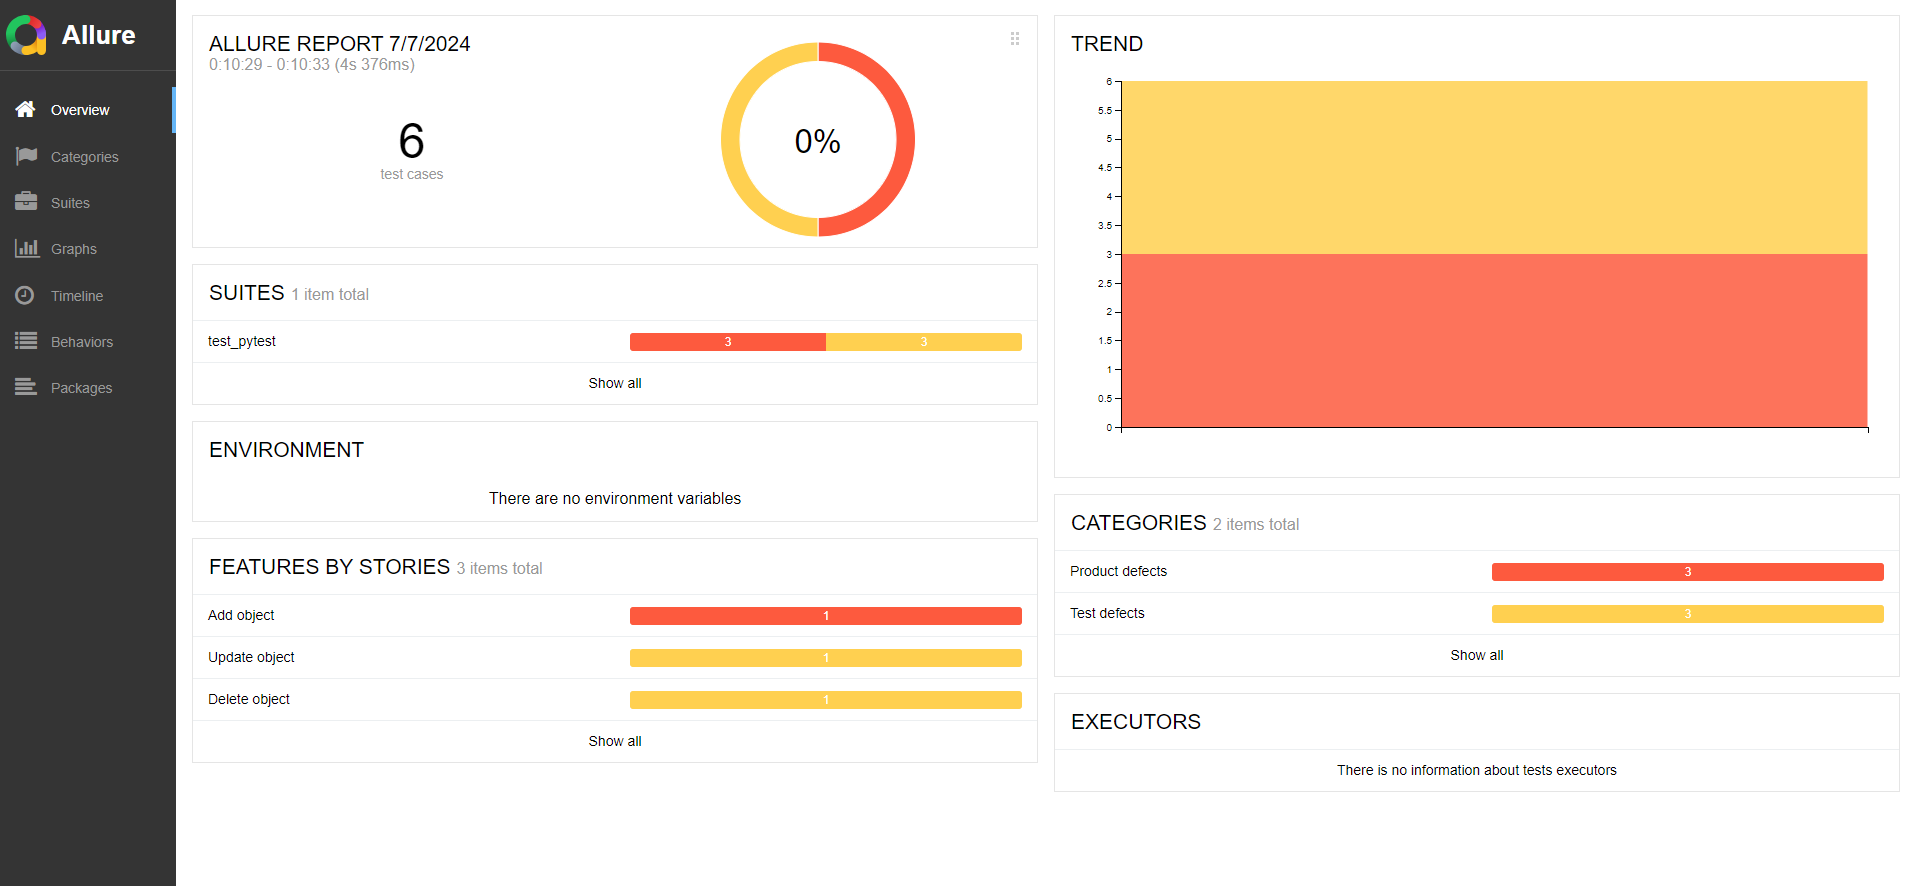 Allure
Overview
Categories
Suites
Graphs
Timeline
Behaviors
Packages
ALLURE REPORT 7/7/2024
0:10:29 - 0:10:33 (4s 376ms)
6
test cases
0%
SUITES 1 item total
test_pytest 3 3
Show all
ENVIRONMENT
There are no environment variables
FEATURES BY STORIES 3 items total
Add object 1
Update object 1
Delete object 1
Show all
TREND
6
5.5
5
4.5
4
3.5
3
2.5
2
1.5
1
0.5
0
CATEGORIES 2 items total
Product defects 3
Test defects 3
Show all
EXECUTORS
There is no information about tests executors